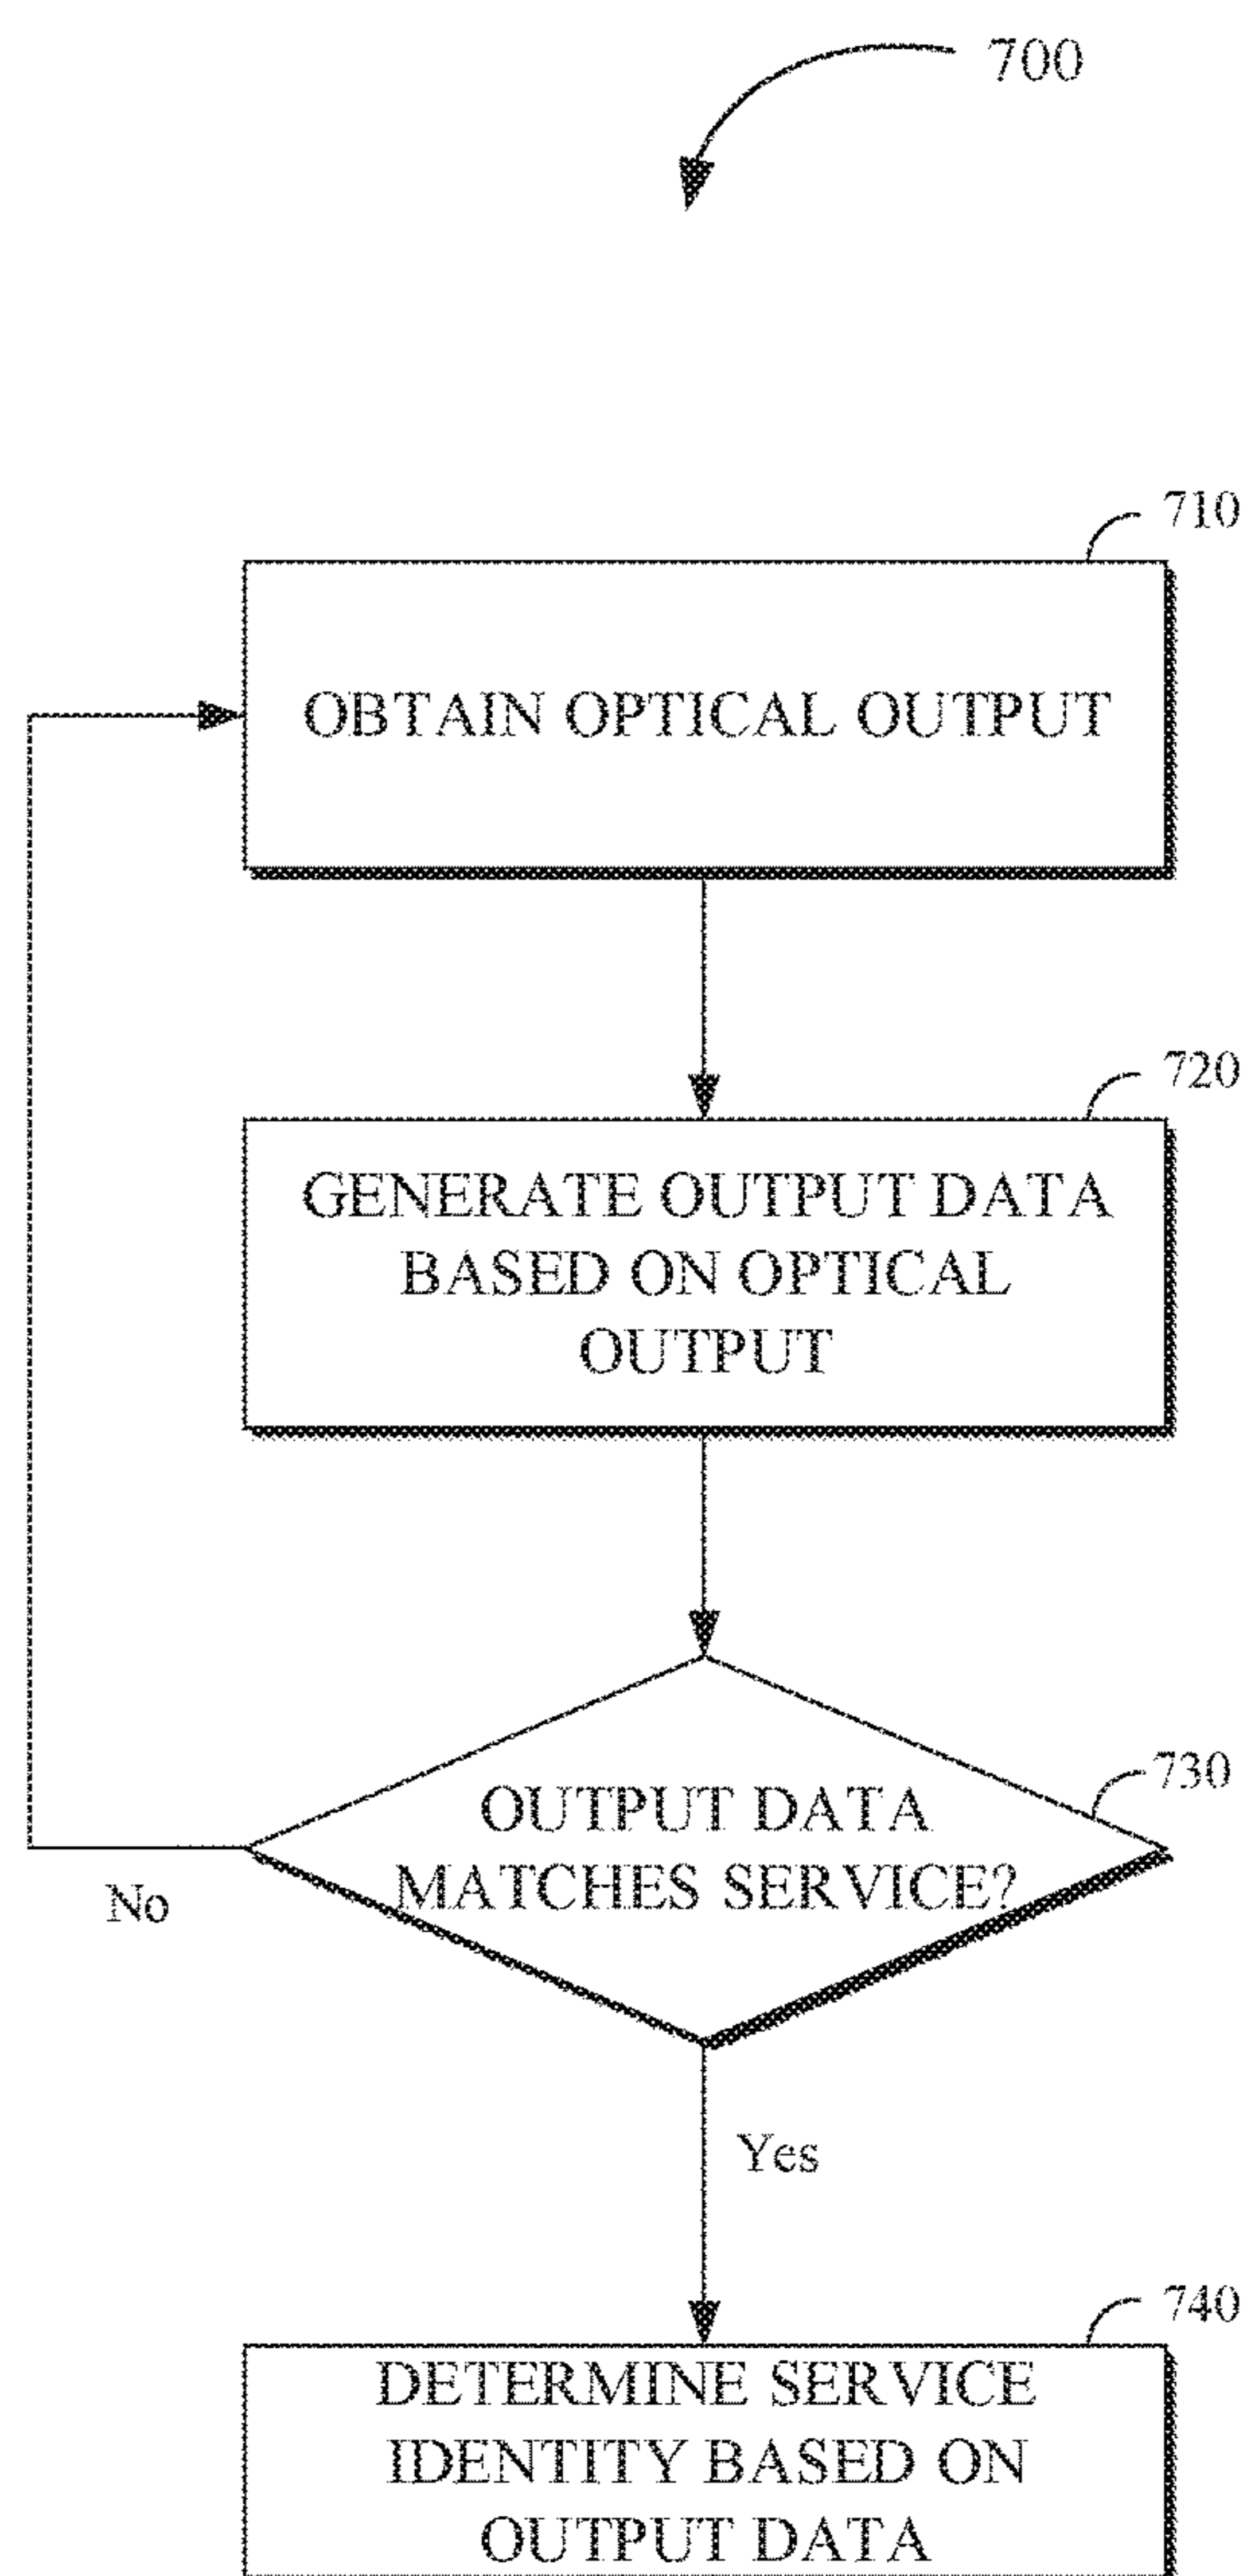 700
710
OBTAIN OPTICAL OUTPUT
720
GENERATE OUTPUT DATA
BASED ON OPTICAL
OUTPUT
730
OUTPUT DATA
MATCHES SERVICE?
No
Yes
740
DETERMINE SERVICE
IDENTITY BASED ON
OUTPUT DATA